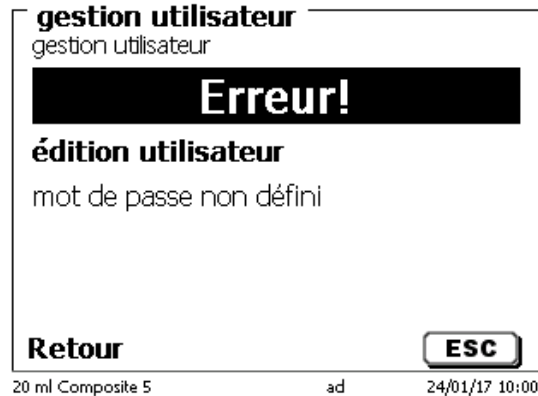 gestion utilisateur
gestion utilisateur
Erreur!
édition utilisateur
mot de passe non défini
Retour ESC
20 ml Composite 5 ad 24/01/17 10:00